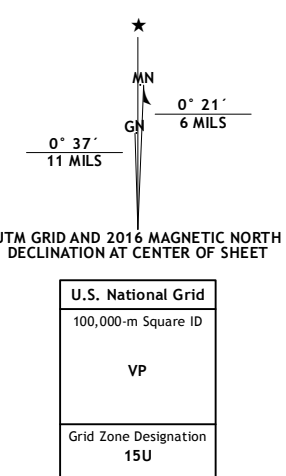 ★
MN
0° 21´
6 MILS
GN
0° 37´
11 MILS
UTM GRID AND 2016 MAGNETIC NORTH
DECLINATION AT CENTER OF SHEET
U.S. National Grid
100,000-m Square ID
VP
Grid Zone Designation
15U